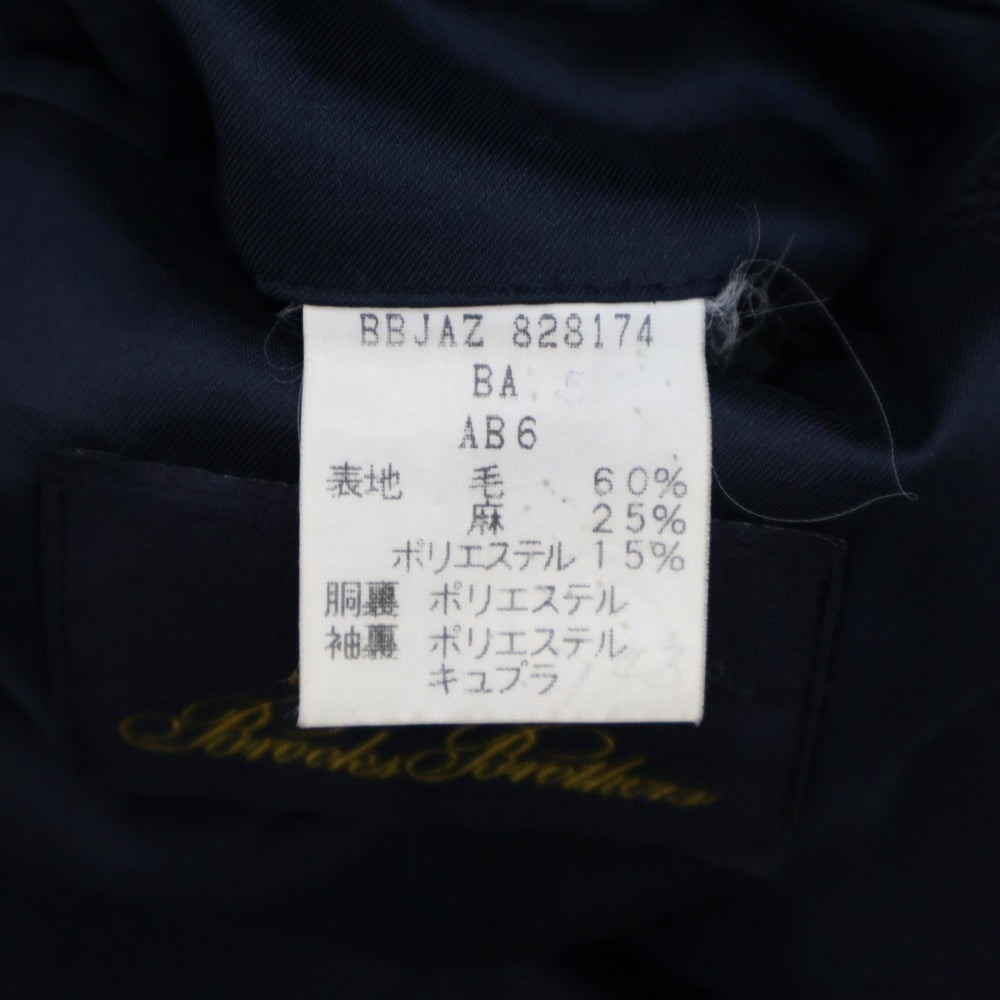 BBJAZ 828174
BA
AB6
表地 毛 60%
麻 25%
ポリエステル 15%
胴裏 ポリエステル
袖裏 ポリエステル
キュプラ
Brooks Brothers